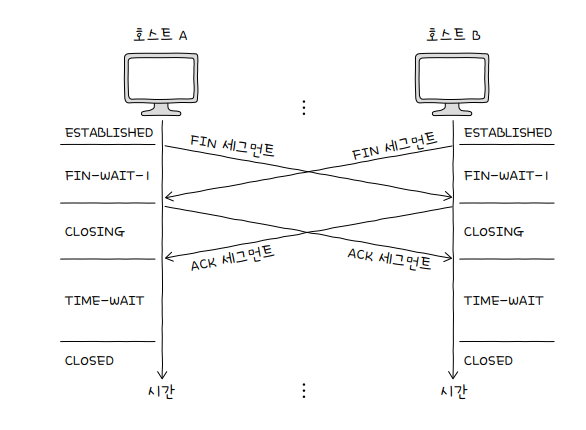 호스트 A
호스트 B
⋮
ESTABLISHED
FIN 세그먼트
FIN 세그먼트
ESTABLISHED
FIN-WAIT-1
FIN-WAIT-1
CLOSING
CLOSING
ACK 세그먼트
ACK 세그먼트
TIME-WAIT
TIME-WAIT
CLOSED
CLOSED
시간
⋮
시간